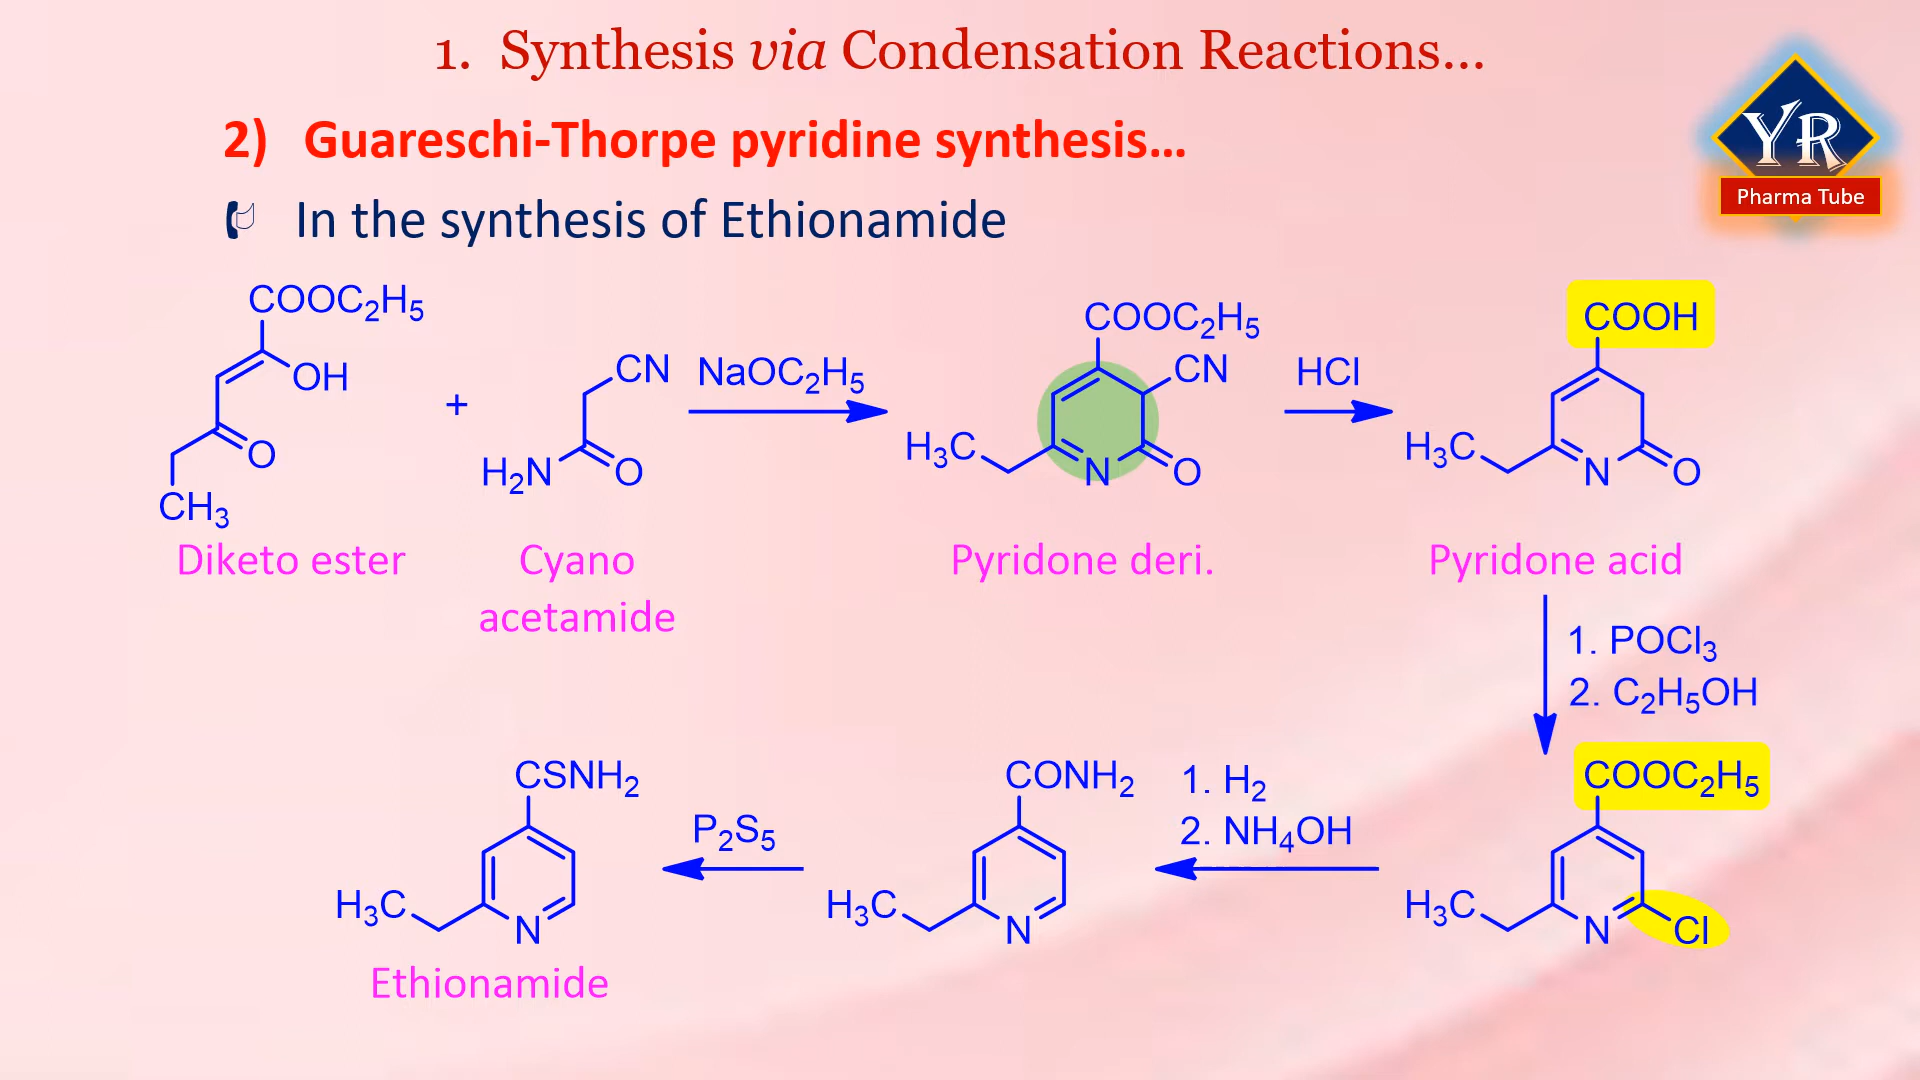 1. Synthesis via Condensation Reactions...
YR
Pharma Tube
2) Guareschi-Thorpe pyridine synthesis...
In the synthesis of Ethionamide
COOC2H5
OH
O
CH3
+
CN
H2N
O
NaOC2H5
COOC2H5
CN
H3C
N
O
HCl
COOH
H3C
N
O
Diketo ester
Cyano
acetamide
Pyridone deri.
Pyridone acid
1. POCl3
2. C2H5OH
COOC2H5
H3C
N
Cl
1. H2
2. NH4OH
CONH2
H3C
N
P2S5
CSNH2
H3C
N
Ethionamide